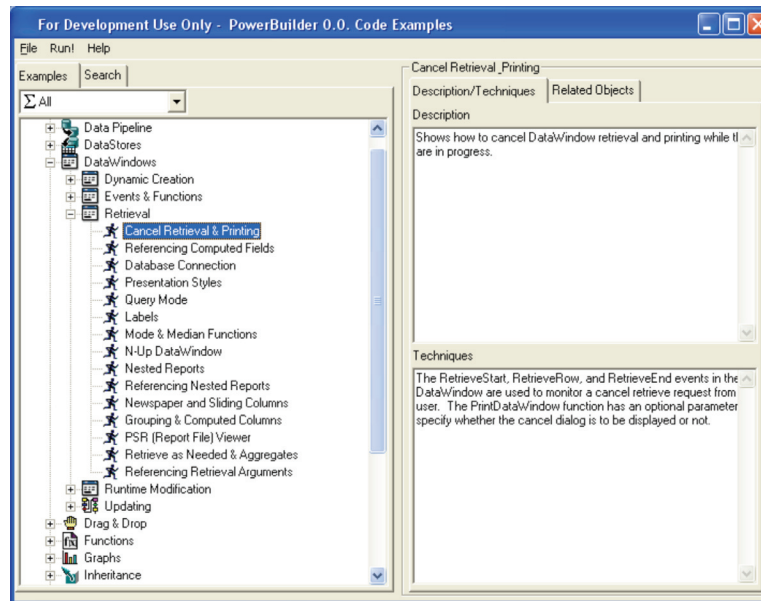 For Development Use Only - PowerBuilder 0.0. Code Examples
File Run! Help
Examples Search
Σ All
Data Pipeline
DataStores
DataWindows
Dynamic Creation
Events & Functions
Retrieval
Cancel Retrieval & Printing
Referencing Computed Fields
Database Connection
Presentation Styles
Query Mode
Labels
Mode & Median Functions
N-Up DataWindow
Nested Reports
Referencing Nested Reports
Newspaper and Sliding Columns
Grouping & Computed Columns
PSR (Report File) Viewer
Retrieve as Needed & Aggregates
Referencing Retrieval Arguments
Runtime Modification
Updating
Drag & Drop
Functions
Graphs
Inheritance
Cancel Retrieval_Printing
Description/Techniques Related Objects
Description
Shows how to cancel DataWindow retrieval and printing while
are in progress.
Techniques
The RetrieveStart, RetrieveRow, and RetrieveEnd events in the
DataWindow are used to monitor a cancel retrieve request from
user. The PrintDataWindow function has an optional parameter
specify whether the cancel dialog is to be displayed or not.